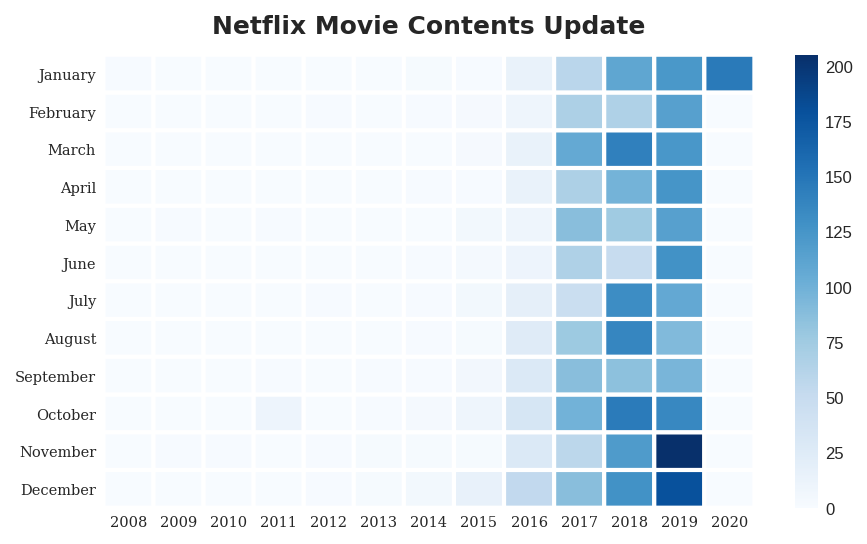 Netflix Movie Contents Update
January
February
March
April
May
June
July
August
September
October
November
December
2008 2009 2010 2011 2012 2013 2014 2015 2016 2017 2018 2019 2020
200
175
150
125
100
75
50
25
0